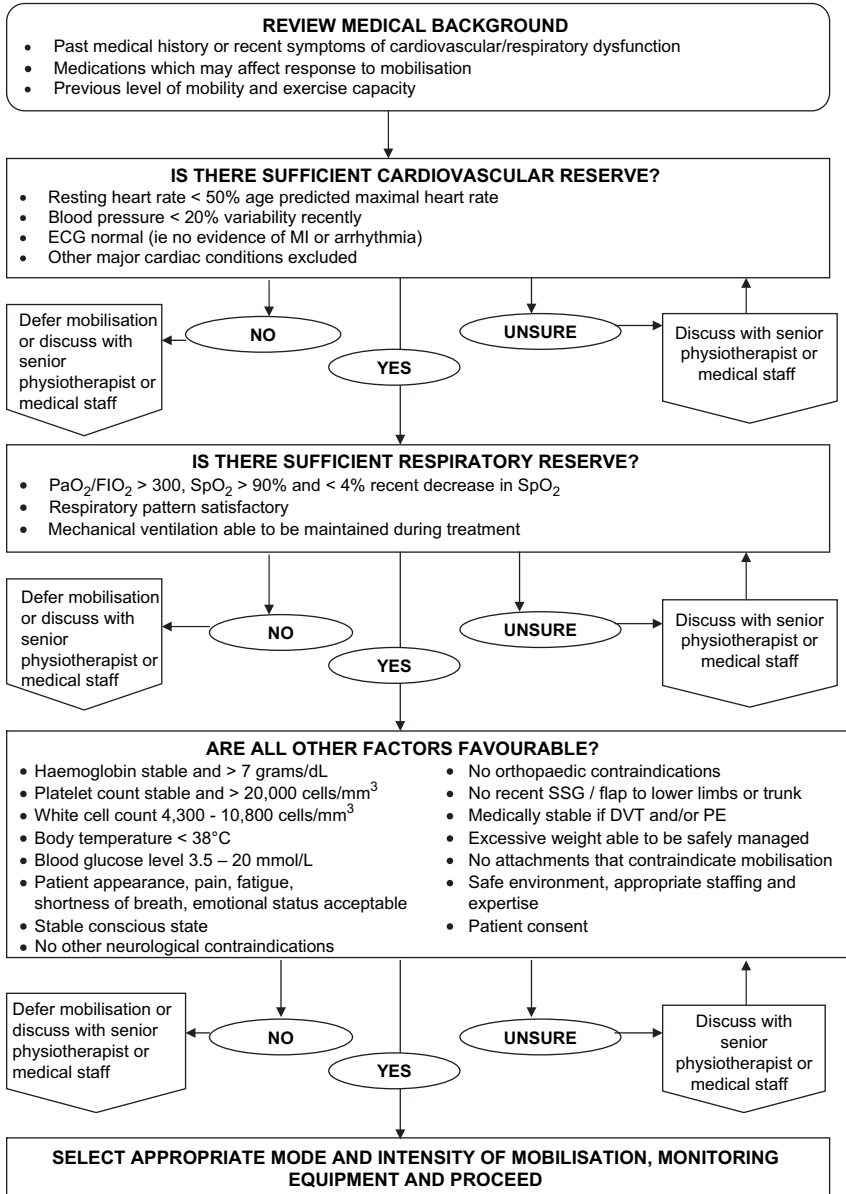 REVIEW MEDICAL BACKGROUND
• Past medical history or recent symptoms of cardiovascular/respiratory dysfunction
• Medications which may affect response to mobilisation
• Previous level of mobility and exercise capacity
IS THERE SUFFICIENT CARDIOVASCULAR RESERVE?
• Resting heart rate < 50% age predicted maximal heart rate
• Blood pressure < 20% variability recently
• ECG normal (ie no evidence of MI or arrhythmia)
• Other major cardiac conditions excluded
Defer mobilisation
or discuss with
senior
physiotherapist or
medical staff
NO
YES
UNSURE
Discuss with senior
physiotherapist or
medical staff
IS THERE SUFFICIENT RESPIRATORY RESERVE?
• PaO₂/FIO₂ > 300, SpO₂ > 90% and < 4% recent decrease in SpO₂
• Respiratory pattern satisfactory
• Mechanical ventilation able to be maintained during treatment
Defer mobilisation
or discuss with
senior
physiotherapist or
medical staff
NO
YES
UNSURE
Discuss with senior
physiotherapist or
medical staff
ARE ALL OTHER FACTORS FAVOURABLE?
• Haemoglobin stable and > 7 grams/dL
• Platelet count stable and > 20,000 cells/mm³
• White cell count 4,300 - 10,800 cells/mm³
• Body temperature < 38°C
• Blood glucose level 3.5 – 20 mmol/L
• Patient appearance, pain, fatigue,
shortness of breath, emotional status acceptable
• Stable conscious state
• No other neurological contraindications
• No orthopaedic contraindications
• No recent SSG / flap to lower limbs or trunk
• Medically stable if DVT and/or PE
• Excessive weight able to be safely managed
• No attachments that contraindicate mobilisation
• Safe environment, appropriate staffing and
expertise
• Patient consent
Defer mobilisation or
discuss with senior
physiotherapist or
medical staff
NO
YES
UNSURE
Discuss with
senior
physiotherapist or
medical staff
SELECT APPROPRIATE MODE AND INTENSITY OF MOBILISATION, MONITORING
EQUIPMENT AND PROCEED